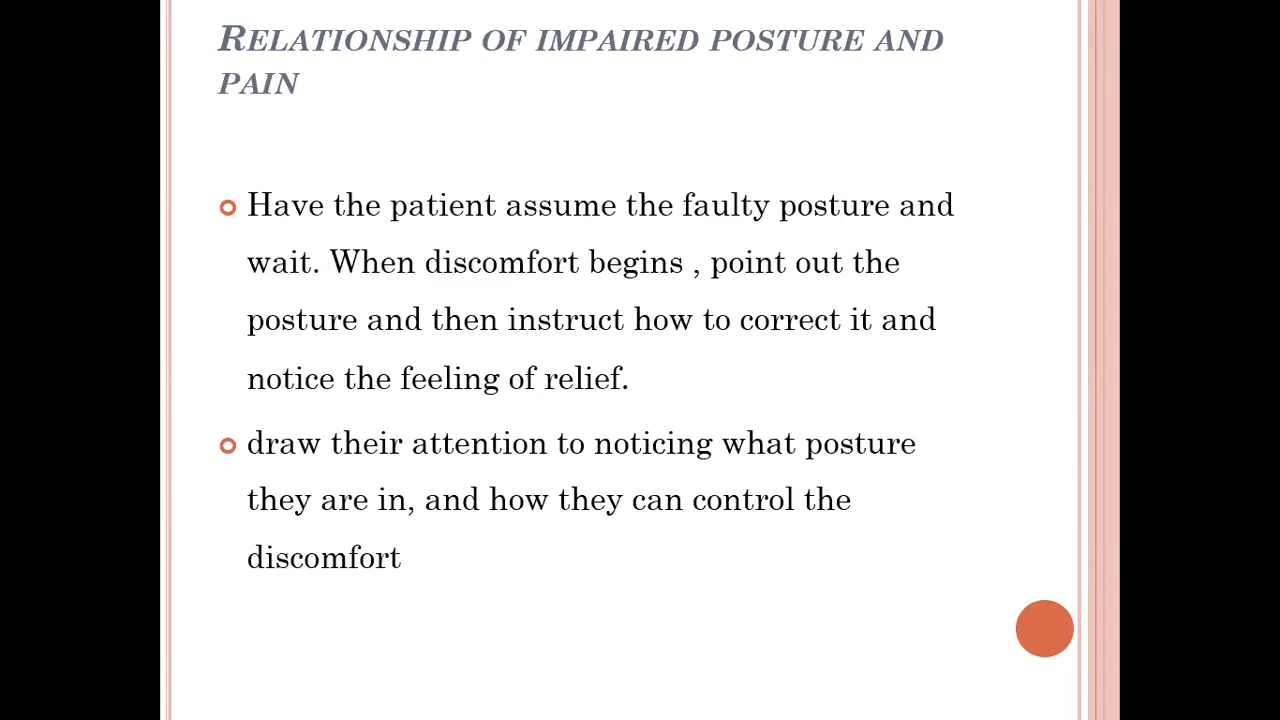 RELATIONSHIP OF IMPAIRED POSTURE AND
PAIN
Have the patient assume the faulty posture and
wait. When discomfort begins , point out the
posture and then instruct how to correct it and
notice the feeling of relief.
draw their attention to noticing what posture
they are in, and how they can control the
discomfort